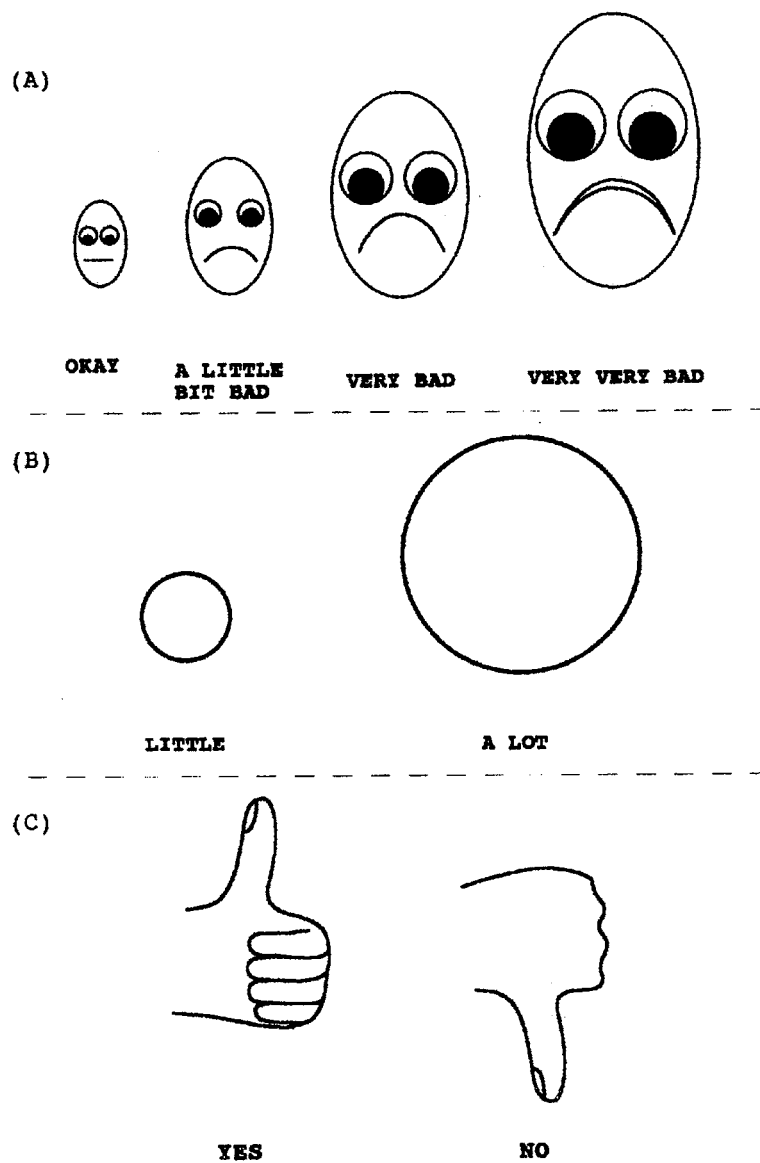 (A)
OKAY
A LITTLE
BIT BAD
VERY BAD
VERY VERY BAD
(B)
LITTLE
A LOT
(C)
YES
NO